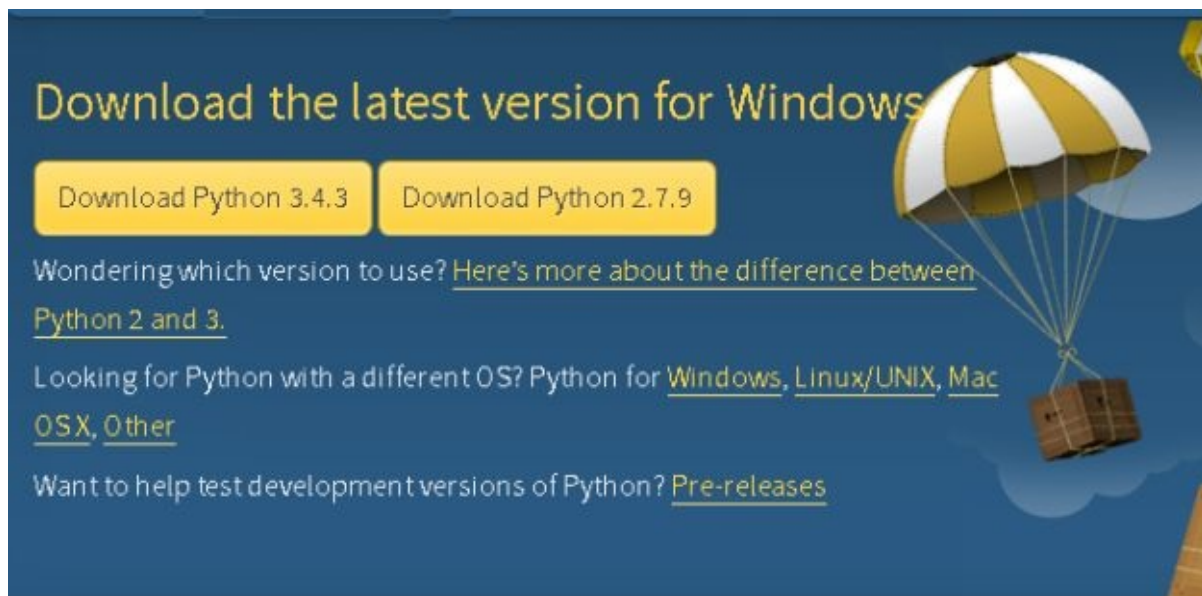 Download the latest version for Windows
Download Python 3.4.3 Download Python 2.7.9
Wondering which version to use? Here's more about the difference between
Python 2 and 3.
Looking for Python with a different OS? Python for Windows, Linux/UNIX, Mac
OS X, Other
Want to help test development versions of Python? Pre-releases